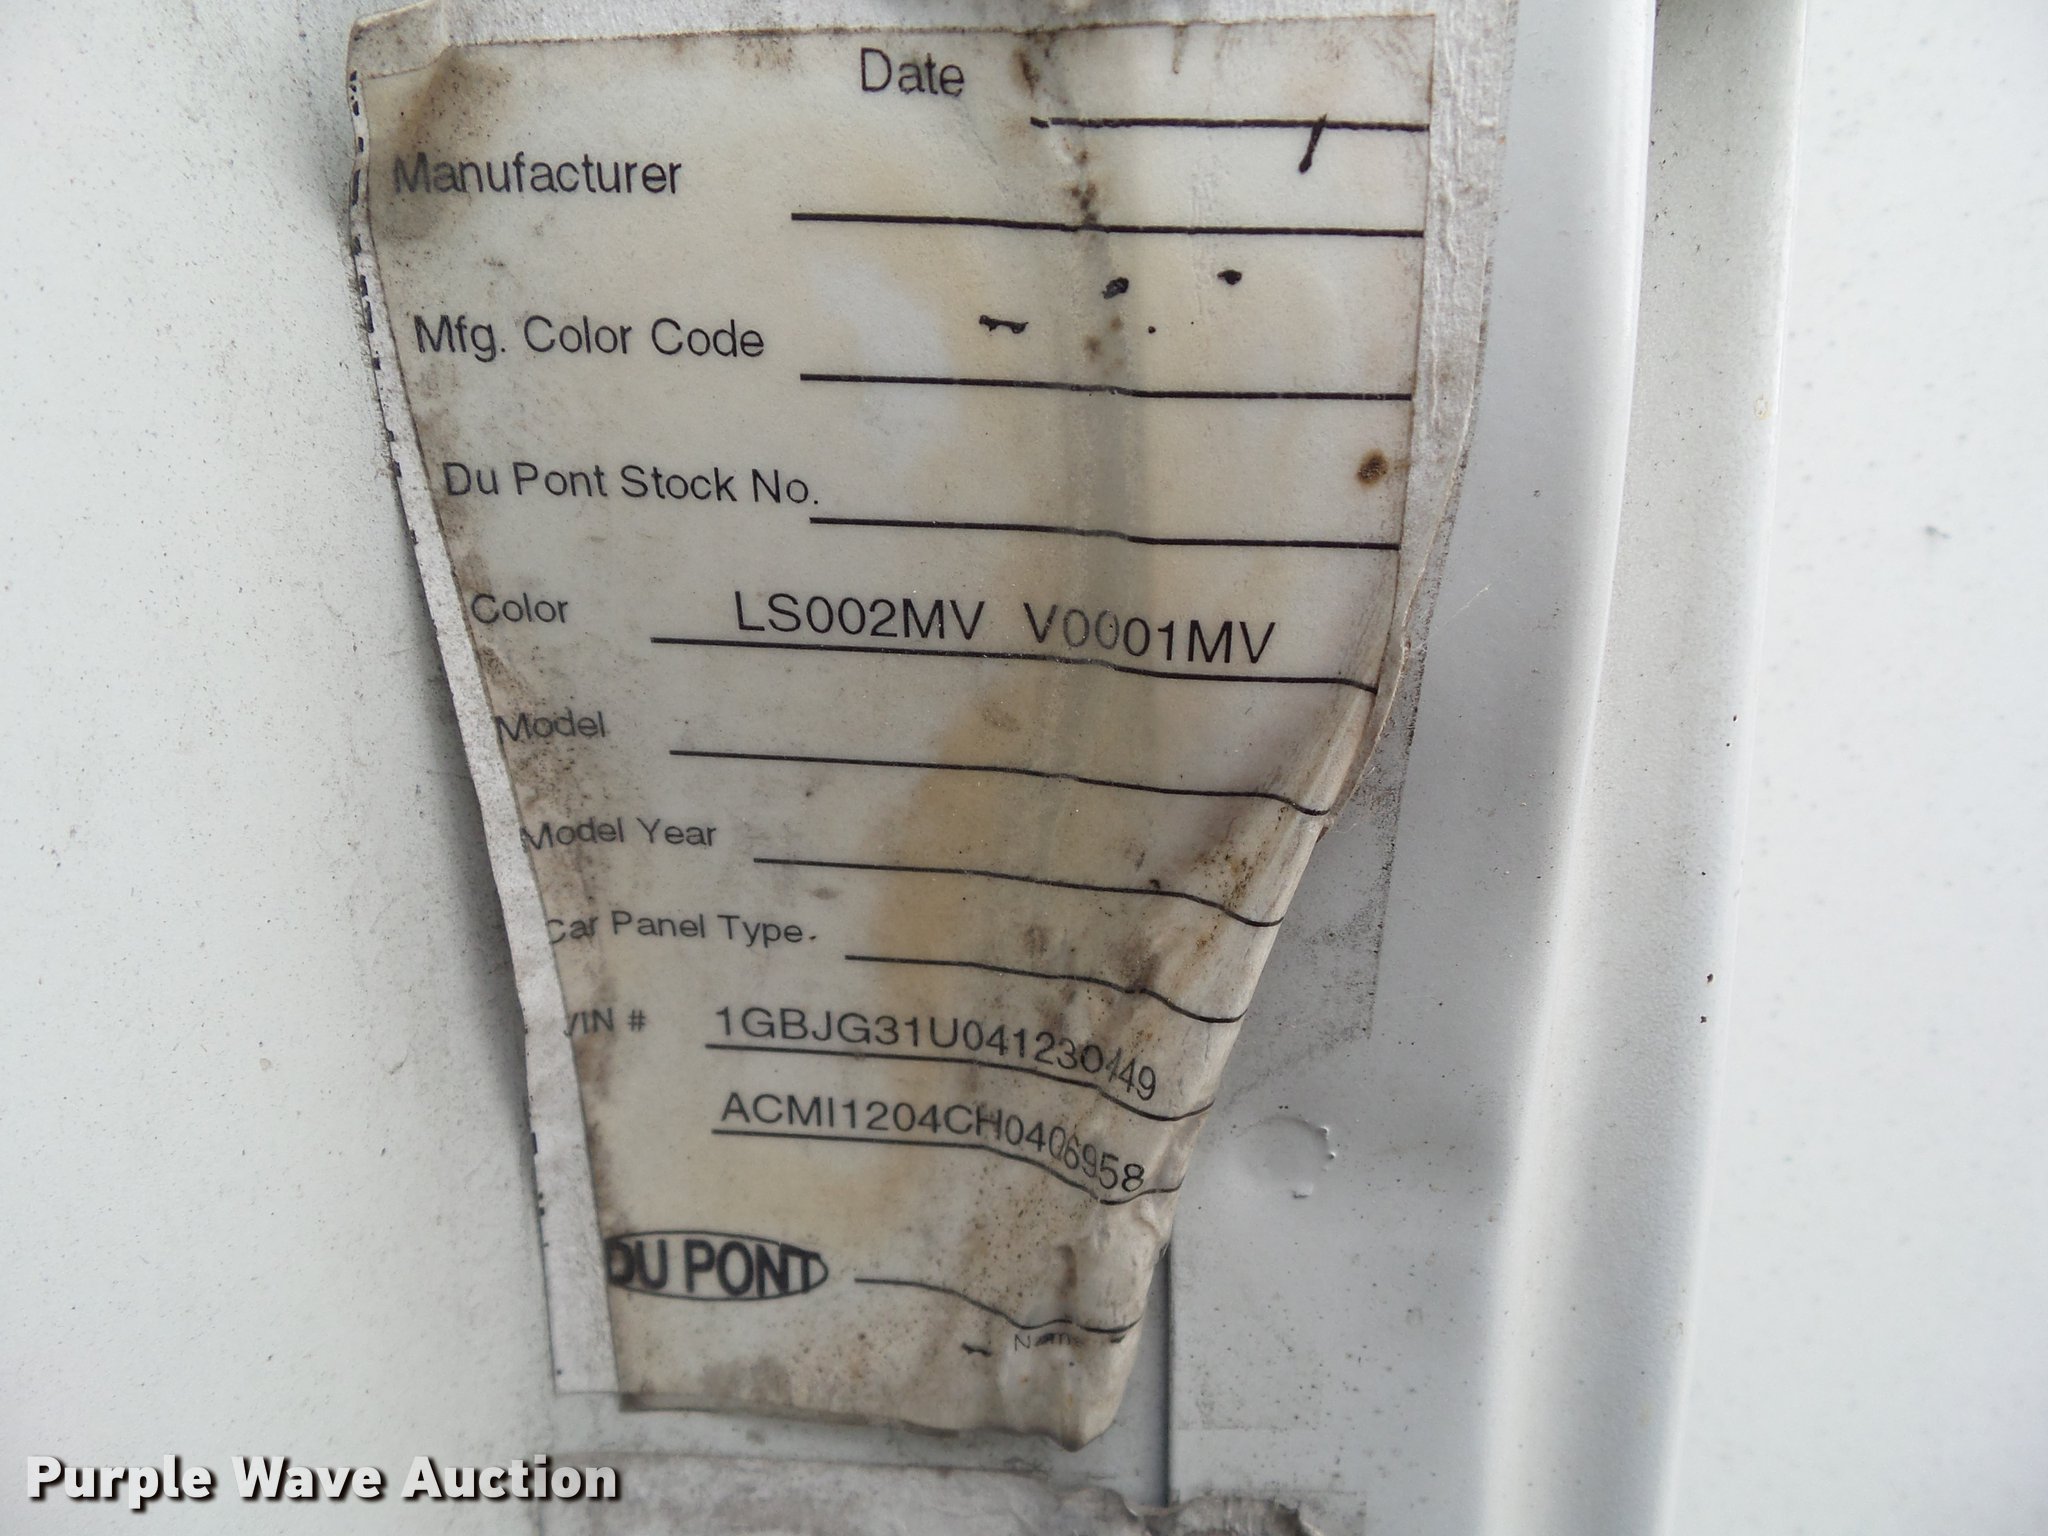 Date
Manufacturer
Mfg. Color Code
Du Pont Stock No.
Color LS002MV V0001MV
Model
Model Year
Car Panel Type
VIN # 1GBJG31U041230449
ACMI1204CH0406958
DU PONT
Name
Purple Wave Auction